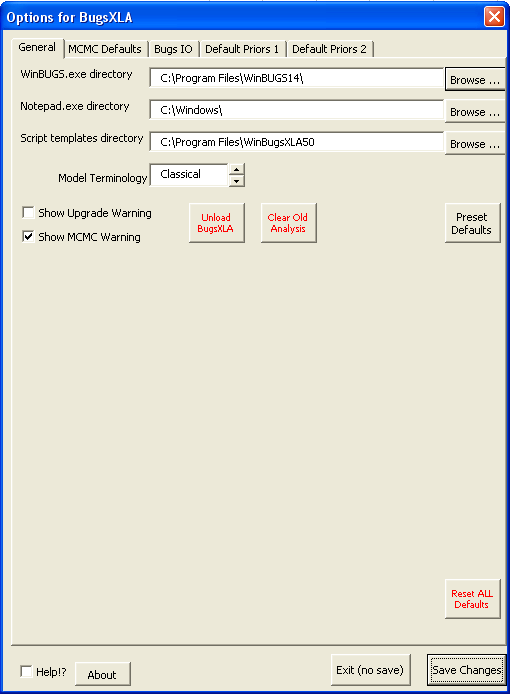 Options for BugsXLA
General MCMC Defaults Bugs IO Default Priors 1 Default Priors 2
WinBUGS.exe directory C:\Program Files\WinBUGS14\ Browse ...
Notepad.exe directory C:\Windows\ Browse ...
Script templates directory C:\Program Files\WinBugsXLA50 Browse ...
Model Terminology Classical
Show Upgrade Warning
Show MCMC Warning
Unload
BugsXLA
Clear Old
Analysis
Preset
Defaults
Reset ALL
Defaults
Help!? About Exit (no save) Save Changes